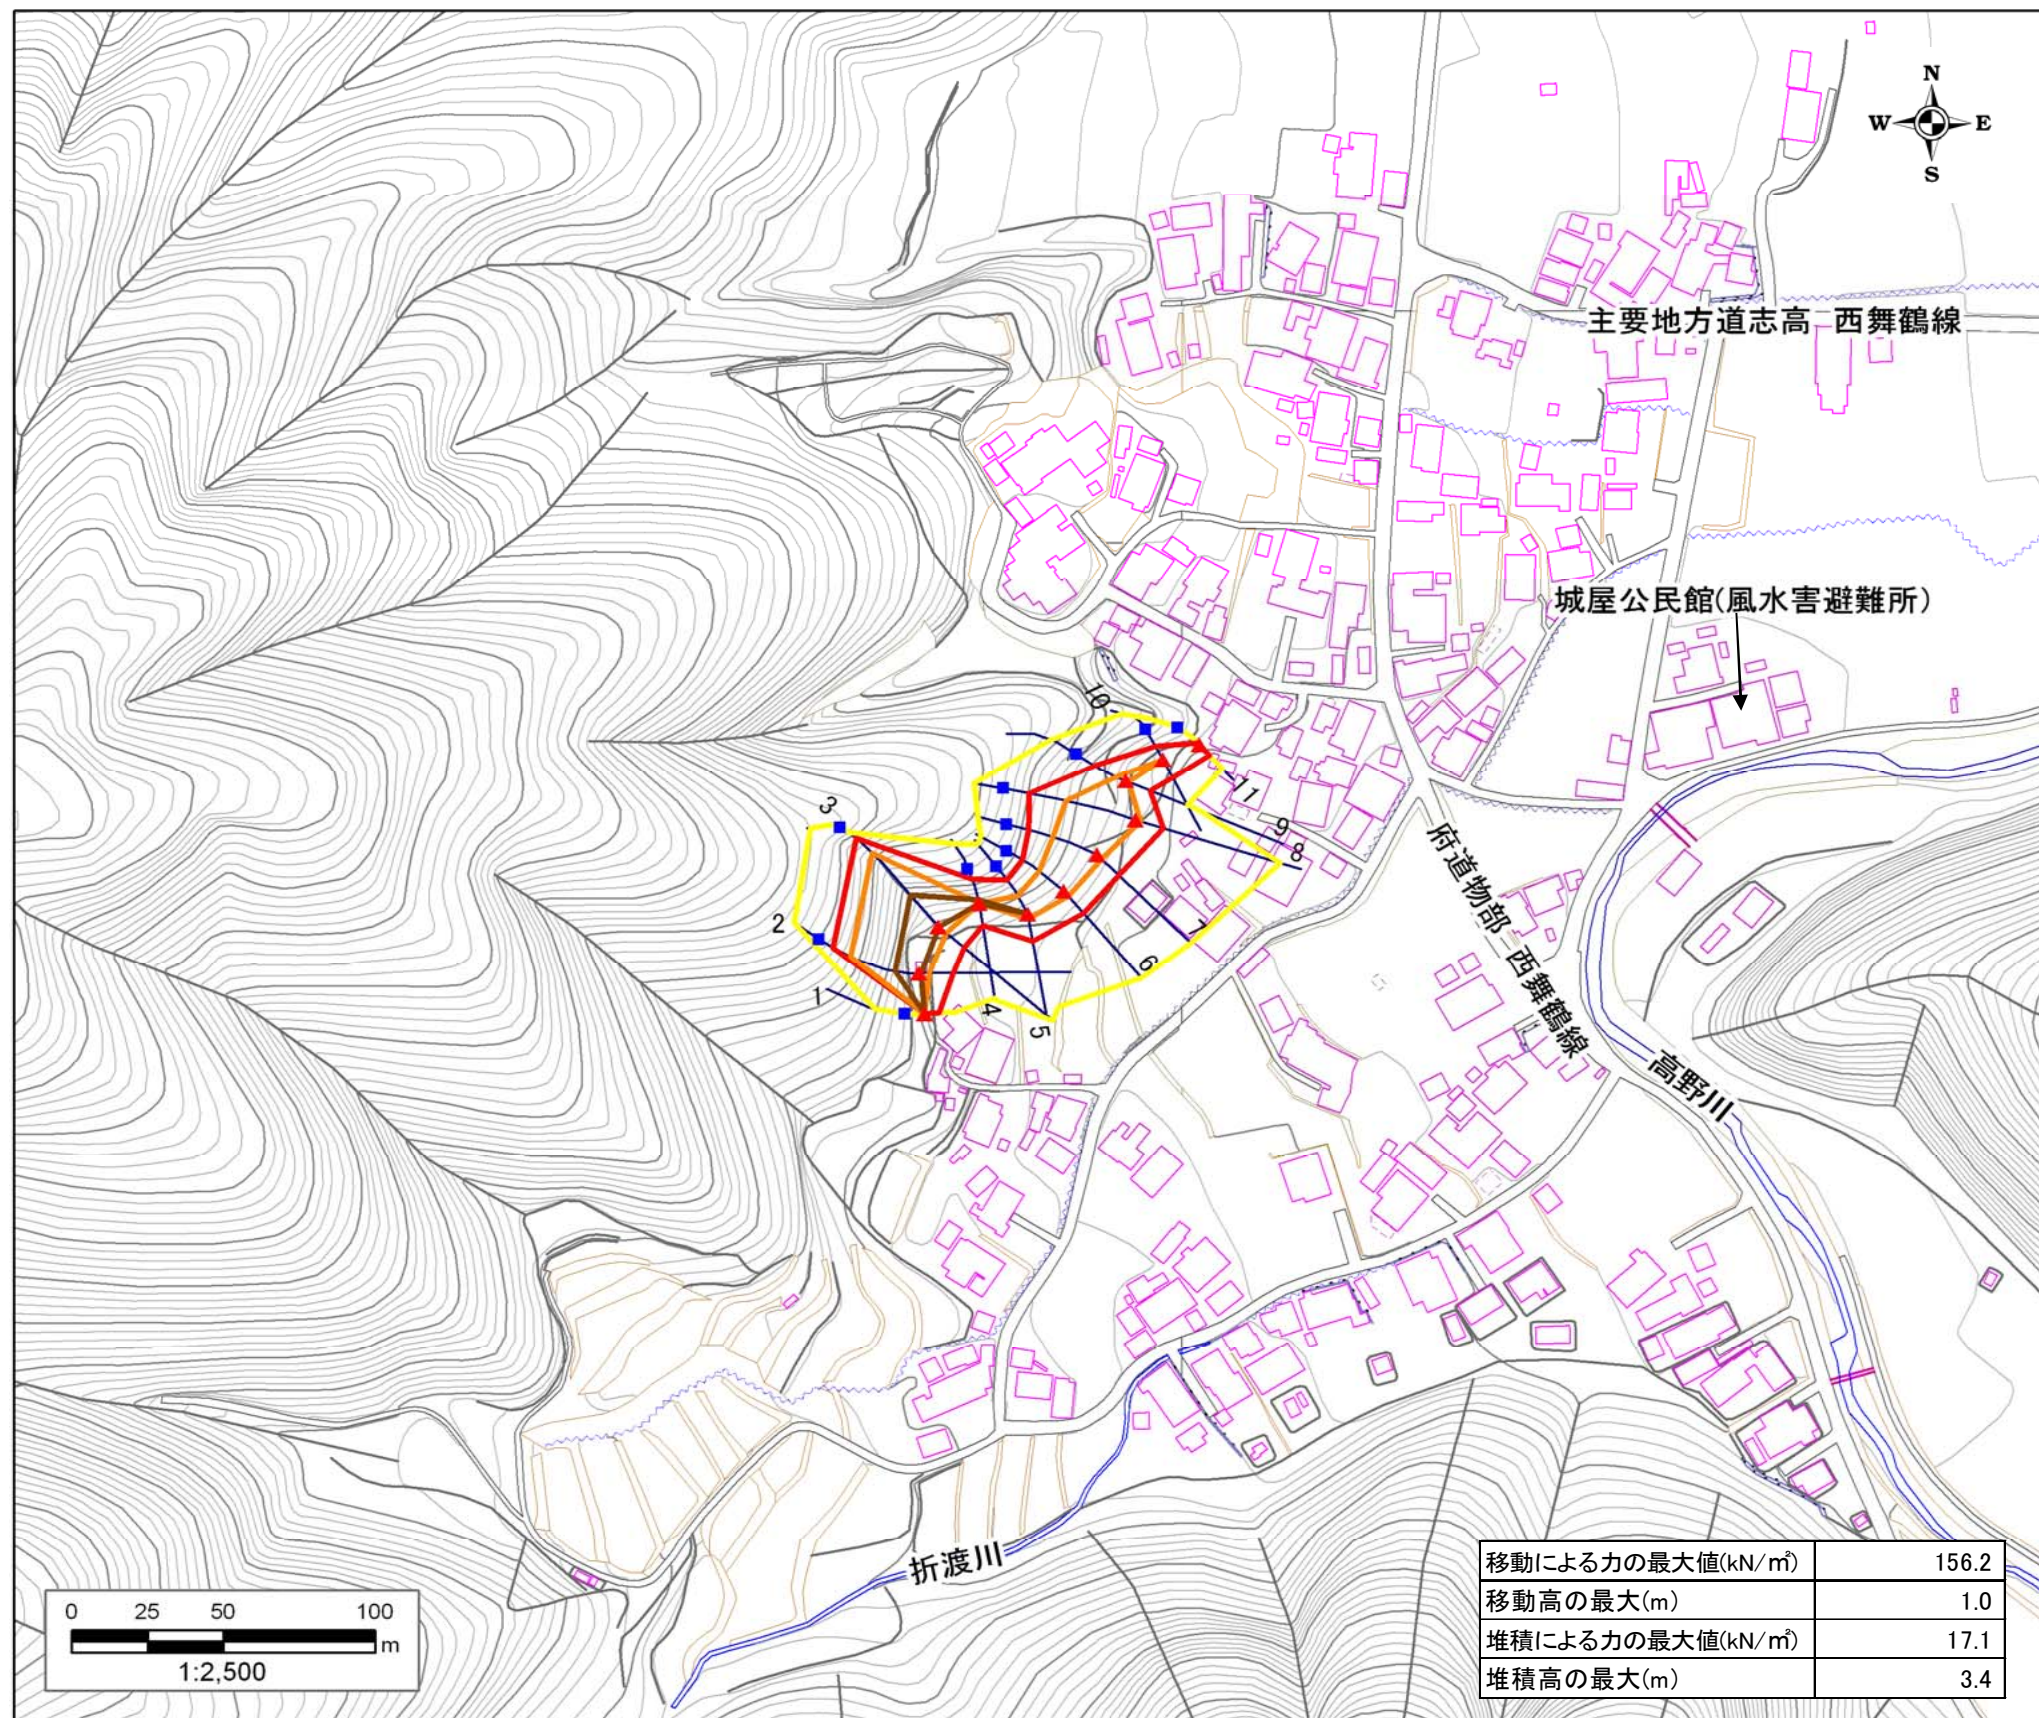 N
W E
S
主要地方道志高 西舞鶴線
城屋公民館(風水害避難所)
10
11
3
9
8
府道物部 西舞鶴線
2
7
6
1
4
5
高野川
折渡川
移動による力の最大値(kN/㎡) 156.2
移動高の最大(m) 1.0
堆積による力の最大値(kN/㎡) 17.1
堆積高の最大(m) 3.4
0 25 50 100
m
1:2,500